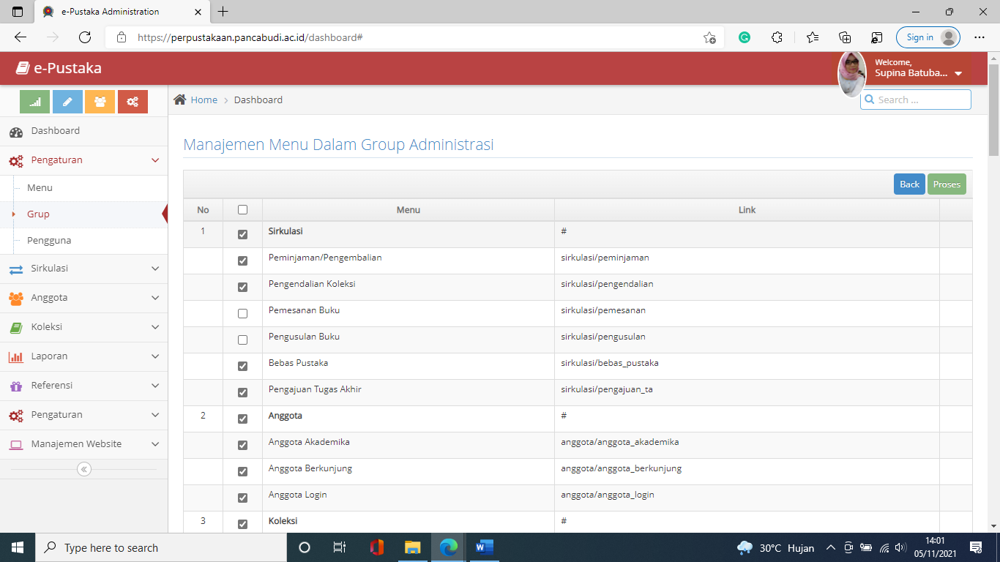 e-Pustaka Administration
https://perpustakaan.pancabudi.ac.id/dashboard#
Sign in
e-Pustaka
Welcome,
Supina Batuba...
Home > Dashboard
Search ...
Dashboard
Pengaturan
Menu
Grup
Pengguna
Sirkulasi
Anggota
Koleksi
Laporan
Referensi
Pengaturan
Manajemen Website
Manajemen Menu Dalam Group Administrasi
Back Proses
No Menu Link
1 Sirkulasi #
Peminjaman/Pengembalian sirkulasi/peminjaman
Pengendalian Koleksi sirkulasi/pengendalian
Pemesanan Buku sirkulasi/pemesanan
Pengusulan Buku sirkulasi/pengusulan
Bebas Pustaka sirkulasi/bebas_pustaka
Pengajuan Tugas Akhir sirkulasi/pengajuan_ta
2 Anggota #
Anggota Akademika anggota/anggota_akademika
Anggota Berkunjung anggota/anggota_berkunjung
Anggota Login anggota/anggota_login
3 Koleksi #
Type here to search
30°C Hujan
14:01
05/11/2021